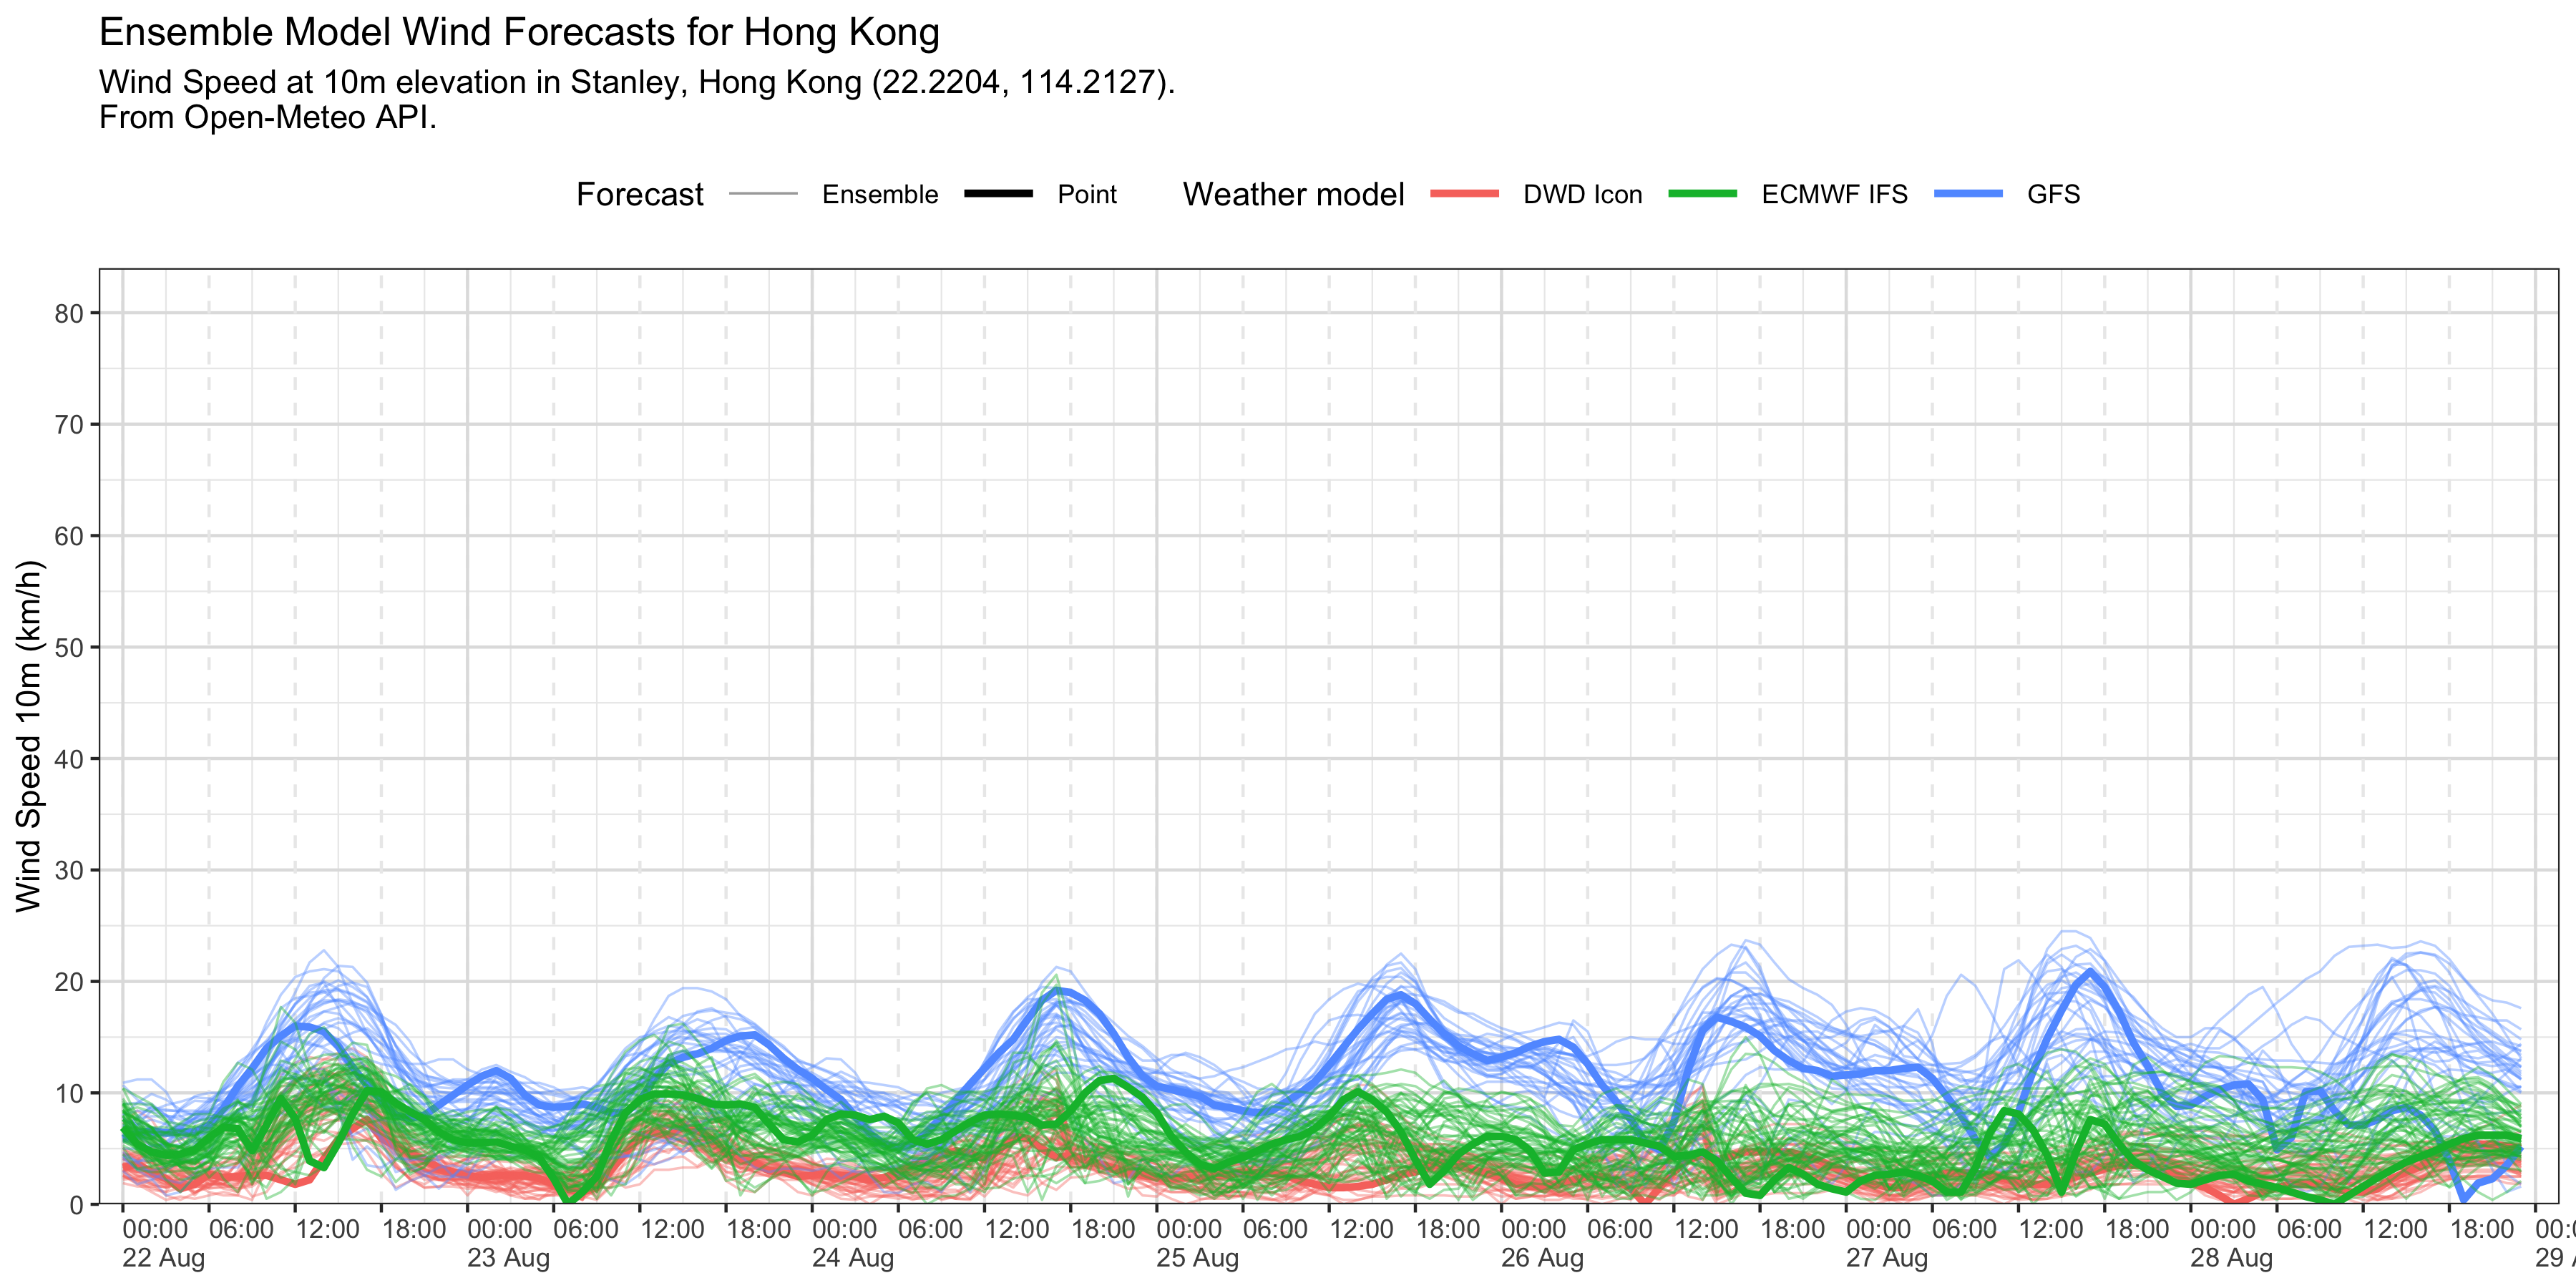 Ensemble Model Wind Forecasts for Hong Kong
Wind Speed at 10m elevation in Stanley, Hong Kong (22.2204, 114.2127).
From Open-Meteo API.
Forecast Ensemble Point Weather model DWD Icon ECMWF IFS GFS
Wind Speed 10m (km/h)
80
70
60
50
40
30
20
10
0
00:00 06:00 12:00 18:00 00:00 06:00 12:00 18:00 00:00 06:00 12:00 18:00 00:00 06:00 12:00 18:00 00:00 06:00 12:00 18:00 00:00 06:00 12:00 18:00 00:00 06:00 12:00 18:00
22 Aug 23 Aug 24 Aug 25 Aug 26 Aug 27 Aug 28 Aug 29